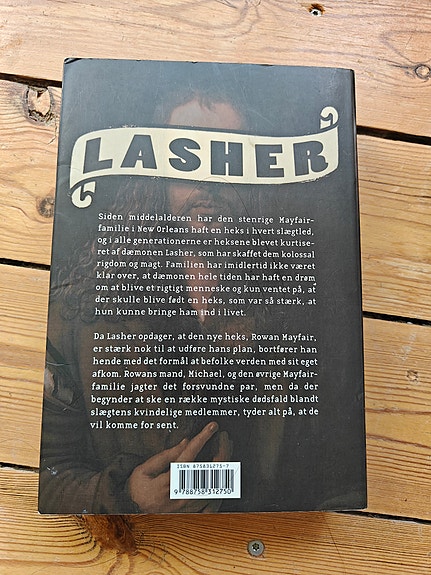 LASHER
Siden middelalderen har den stenrige Mayfair-
familie i New Orleans haft en heks i hvert slægtled,
og i alle generationerne er heksene blevet kurtise-
ret af dæmonen Lasher, som har skaffet dem kolossal
rigdom og magt. Familien har imidlertid ikke været
klar over, at dæmonen hele tiden har haft en drøm
om at blive et rigtigt menneske og kun ventet på, at
der skulle blive født en heks, som var så stærk, at
hun kunne bringe ham ind i livet.
Da Lasher opdager, at den nye heks, Rowan Mayfair,
er stærk nok til at udføre hans plan, bortfører han
hende med det formål at befolke verden med sit eget
afkom. Rowans mand, Michael, og den øvrige Mayfair-
familie jagter det forsvundne par, men da der
begynder at ske en række mystiske dødsfald blandt
slægtens kvindelige medlemmer, tyder alt på, at de
vil komme for sent.
ISBN 875831275-7
9 788758 312750